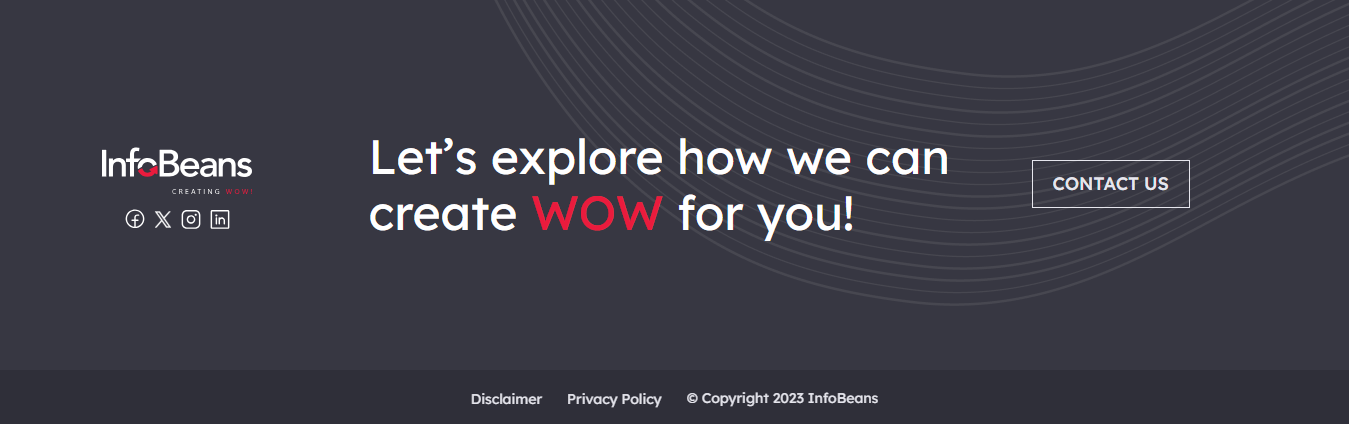 InfoBeans
CREATING WOW!
Let’s explore how we can
create WOW for you!
CONTACT US
Disclaimer Privacy Policy © Copyright 2023 InfoBeans